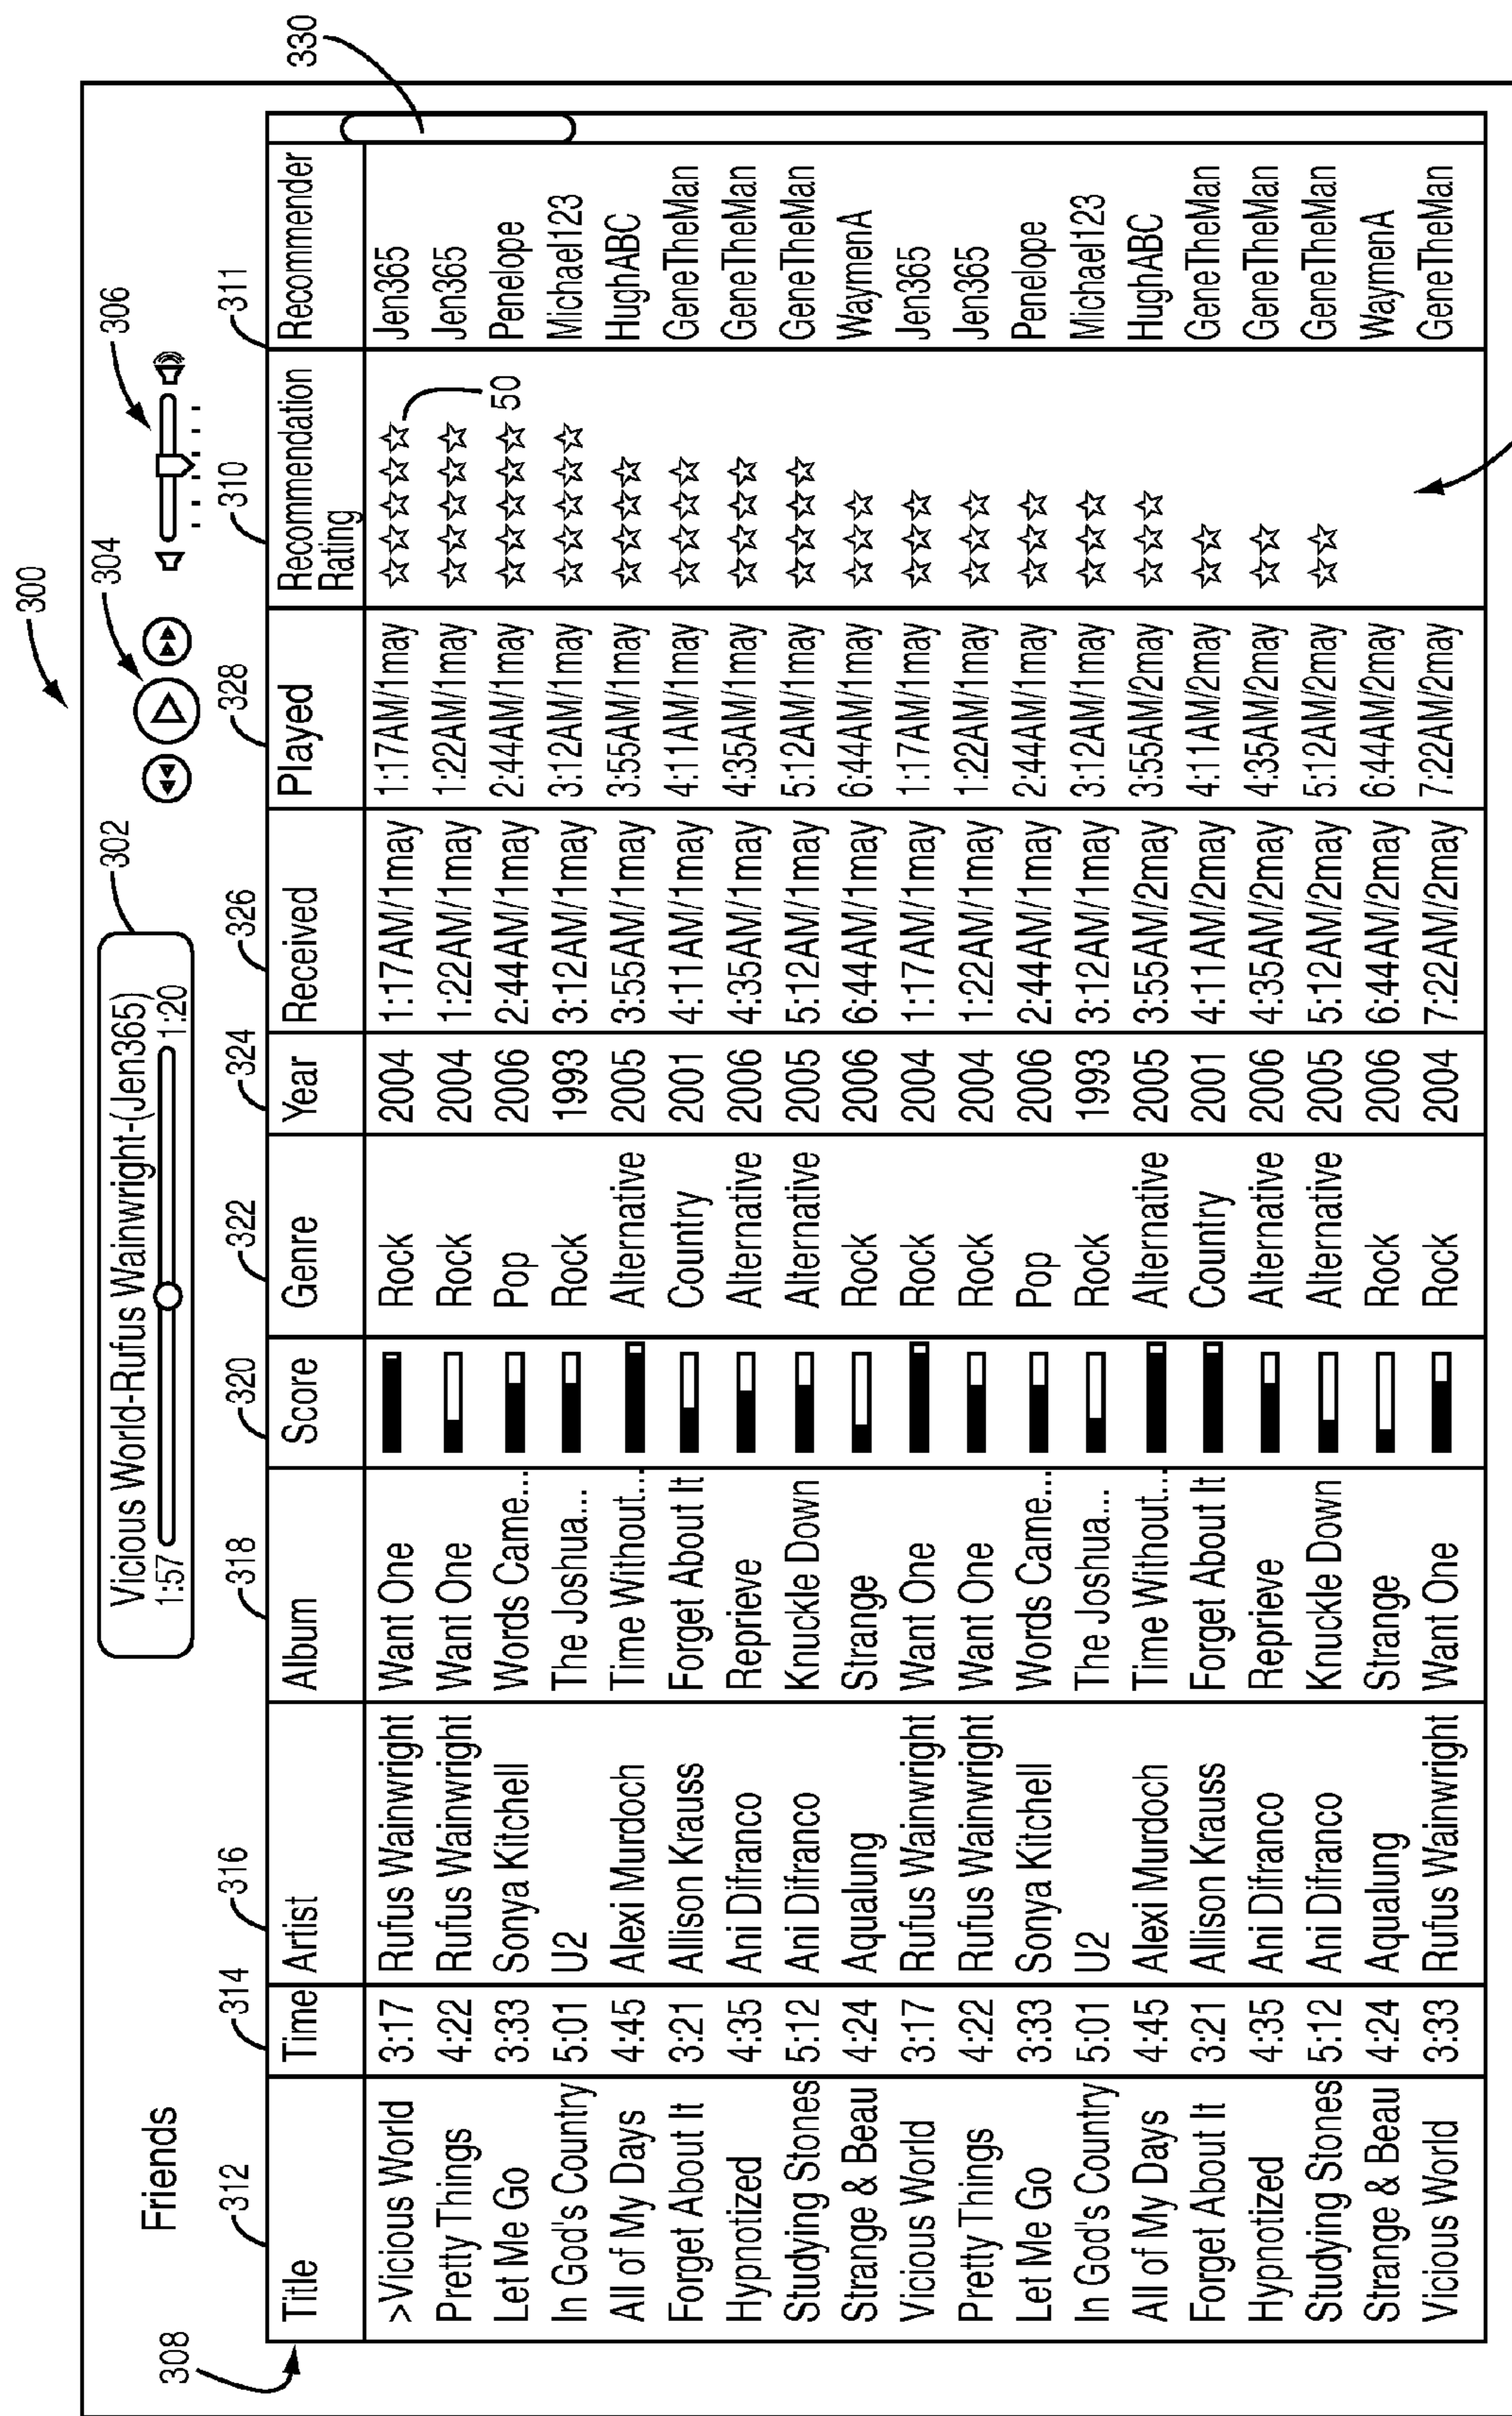 300
302
304
306
Friends
Vicious World-Rufus Wainwright-(Jen365)
1:57 1:20
308
312 314 316 318 320 322 324 326 328 310 311 330
Title Time Artist Album Score Genre Year Received Played Recommendation Rating Recommender
>Vicious World 3:17 Rufus Wainwright Want One Rock 2004 1:17AM/1may 1:17AM/1may ☆☆☆☆☆ Jen365
50
Pretty Things 4:22 Rufus Wainwright Want One Rock 2004 1:22AM/1may 1:22AM/1may ☆☆☆☆☆ Jen365
Let Me Go 3:33 Sonya Kitchell Words Came... Pop 2006 2:44AM/1may 2:44AM/1may ☆☆☆☆☆ Penelope
In God's Country 5:01 U2 The Joshua... Rock 1993 3:12AM/1may 3:12AM/1may ☆☆☆☆☆ Michael123
All of My Days 4:45 Alexi Murdoch Time Without... Alternative 2005 3:55AM/1may 3:55AM/1may ☆☆☆☆ HughABC
Forget About It 3:21 Allison Krauss Forget About It Country 2001 4:11AM/1may 4:11AM/1may ☆☆☆☆ GeneTheMan
Hypnotized 4:35 Ani Difranco Reprieve Alternative 2006 4:35AM/1may 4:35AM/1may ☆☆☆☆ GeneTheMan
Studying Stones 5:12 Ani Difranco Knuckle Down Alternative 2005 5:12AM/1may 5:12AM/1may ☆☆☆☆ GeneTheMan
Strange & Beau 4:24 Aqualung Strange Rock 2006 6:44AM/1may 6:44AM/1may ☆☆☆ WaymenA
Vicious World 3:17 Rufus Wainwright Want One Rock 2004 1:17AM/1may 1:17AM/1may ☆☆☆ Jen365
Pretty Things 4:22 Rufus Wainwright Want One Rock 2004 1:22AM/1may 1:22AM/1may ☆☆☆ Jen365
Let Me Go 3:33 Sonya Kitchell Words Came... Pop 2006 2:44AM/1may 2:44AM/1may ☆☆☆ Penelope
In God's Country 5:01 U2 The Joshua... Rock 1993 3:12AM/1may 3:12AM/1may ☆☆☆ Michael123
All of My Days 4:45 Alexi Murdoch Time Without... Alternative 2005 3:55AM/2may 3:55AM/2may ☆☆☆ HughABC
Forget About It 3:21 Allison Krauss Forget About It Country 2001 4:11AM/2may 4:11AM/2may ☆☆ GeneTheMan
Hypnotized 4:35 Ani Difranco Reprieve Alternative 2006 4:35AM/2may 4:35AM/2may ☆☆ GeneTheMan
Studying Stones 5:12 Ani Difranco Knuckle Down Alternative 2005 5:12AM/2may 5:12AM/2may ☆☆ GeneTheMan
Strange & Beau 4:24 Aqualung Strange Rock 2006 6:44AM/2may 6:44AM/2may WaymenA
Vicious World 3:33 Rufus Wainwright Want One Rock 2004 7:22AM/2may 7:22AM/2may GeneTheMan